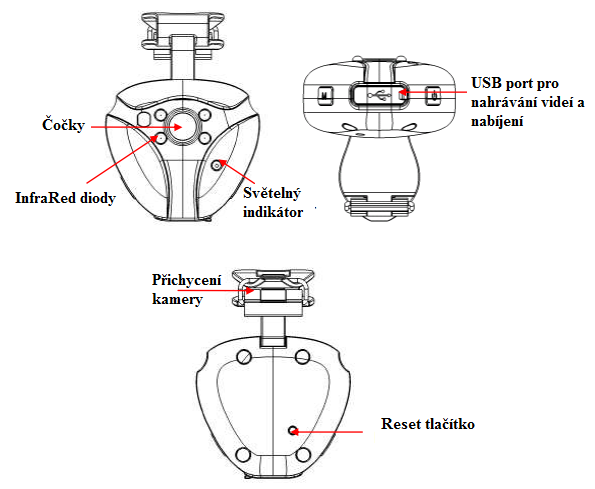 Čočky
InfraRed diody
Světelný
indikátor
USB port pro
nahrávání videí a
nabíjení
M
Přichycení
kamery
Reset tlačítko